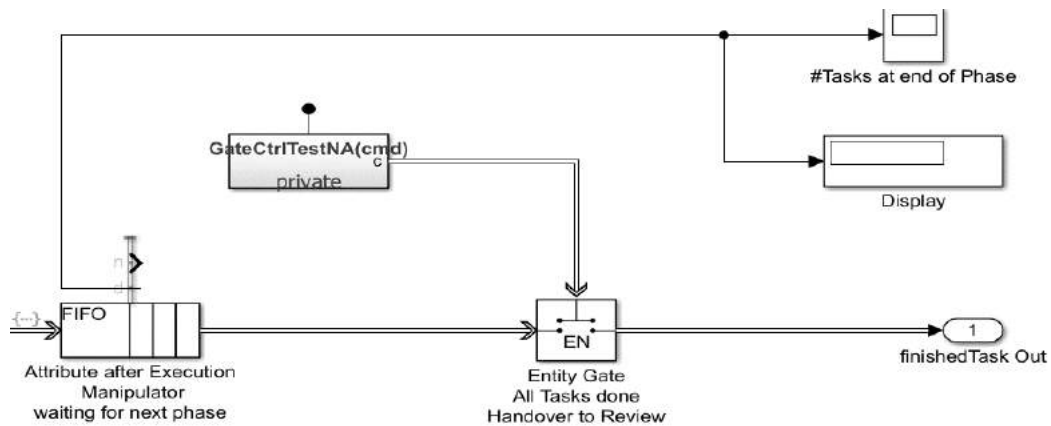 #Tasks at end of Phase
GateCtrlTestNA(cmd)
c
private
Display
n
d
{...}
FIFO
EN
1
finishedTask Out
Attribute after Execution
Manipulator
waiting for next phase
Entity Gate
All Tasks done
Handover to Review